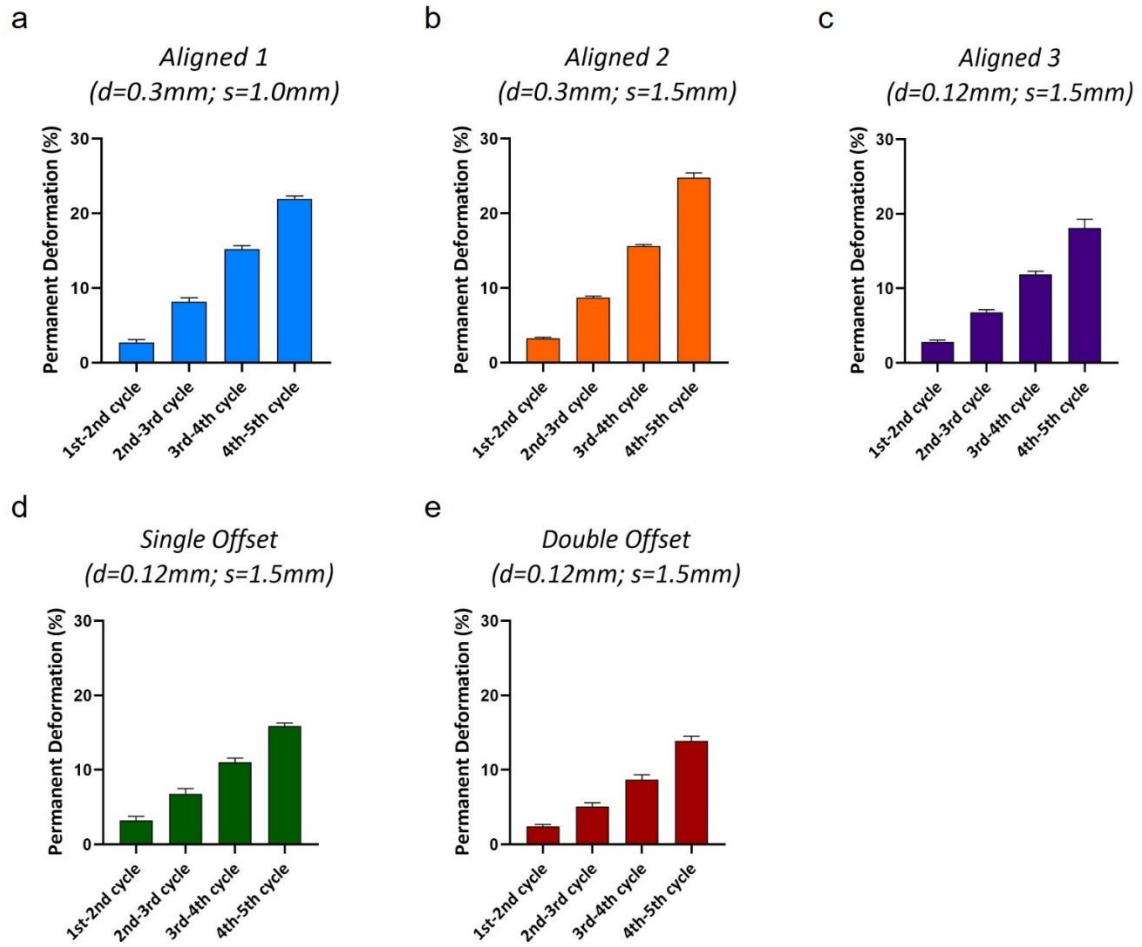 a
Aligned 1
(d=0.3mm; s=1.0mm)
Permanent Deformation (%)
30
20
10
0
1st-2nd cycle
2nd-3rd cycle
3rd-4th cycle
4th-5th cycle
b
Aligned 2
(d=0.3mm; s=1.5mm)
Permanent Deformation (%)
30
20
10
0
1st-2nd cycle
2nd-3rd cycle
3rd-4th cycle
4th-5th cycle
c
Aligned 3
(d=0.12mm; s=1.5mm)
Permanent Deformation (%)
30
20
10
0
1st-2nd cycle
2nd-3rd cycle
3rd-4th cycle
4th-5th cycle
d
Single Offset
(d=0.12mm; s=1.5mm)
Permanent Deformation (%)
30
20
10
0
1st-2nd cycle
2nd-3rd cycle
3rd-4th cycle
4th-5th cycle
e
Double Offset
(d=0.12mm; s=1.5mm)
Permanent Deformation (%)
30
20
10
0
1st-2nd cycle
2nd-3rd cycle
3rd-4th cycle
4th-5th cycle